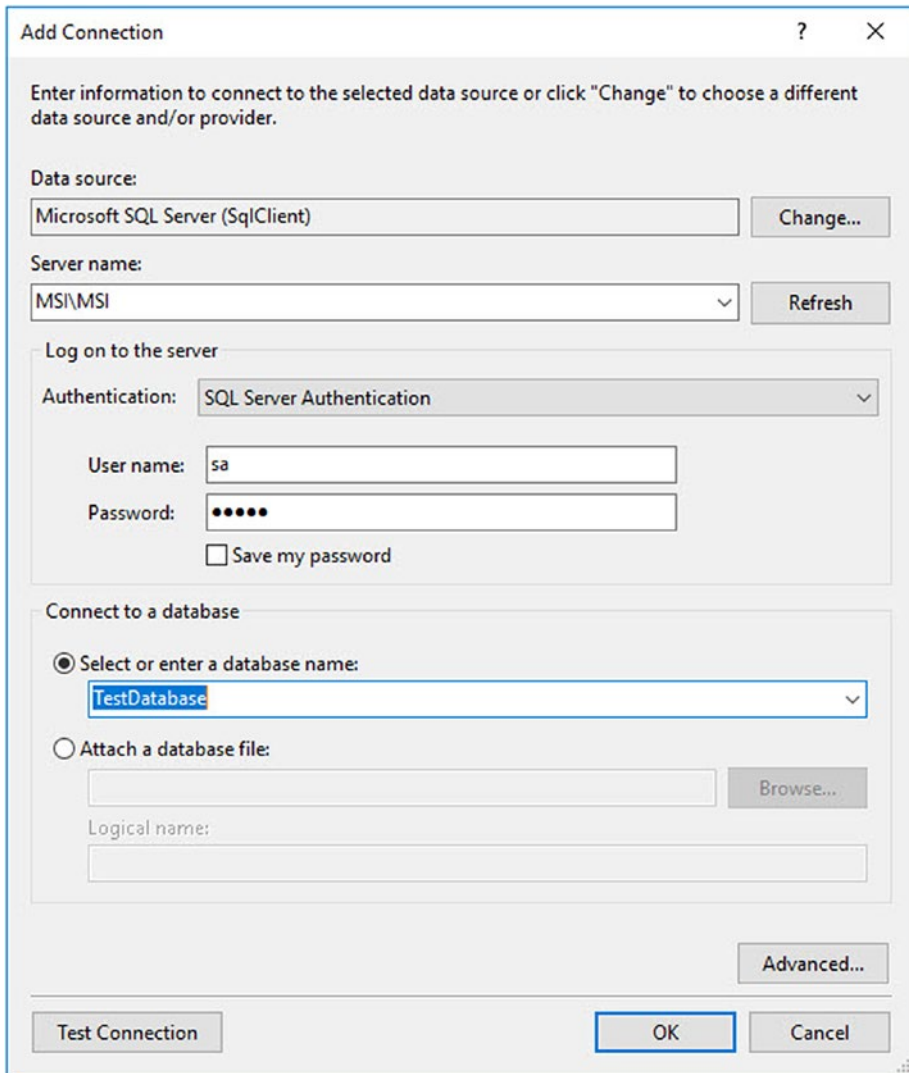 Add Connection
?
Enter information to connect to the selected data source or click "Change" to choose a different
data source and/or provider.
Data source:
Microsoft SQL Server (SqlClient)
Change...
Server name:
MSI\MSI
Refresh
Log on to the server
Authentication:
SQL Server Authentication
User name:
sa
Password:
•••••
Save my password
Connect to a database
Select or enter a database name:
TestDatabase
Attach a database file:
Browse...
Logical name:
Advanced...
Test Connection
OK
Cancel